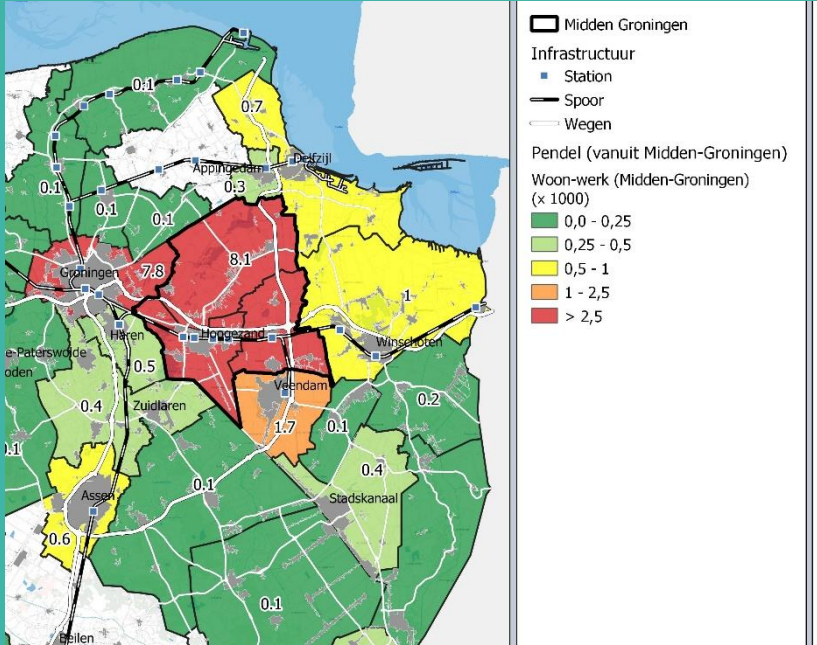 0.1
0.7
Delfzijl
Appingedam
0.3
0.1
0.1
0.1
8.1
7.8
Groningen
1
Hoogezand
Haren
Winschoten
e-Paterswolde
oden
0.5
Veendam
0.2
0.4
Zuidlaren
1.7
0.1
.1
0.4
0.1
Stadskanaal
Assen
0.6
0.1
Beilen
Midden Groningen
Infrastructuur
Station
Spoor
Wegen
Pendel (vanuit Midden-Groningen)
Woon-werk (Midden-Groningen)
(x 1000)
0,0 - 0,25
0,25 - 0,5
0,5 - 1
1 - 2,5
> 2,5